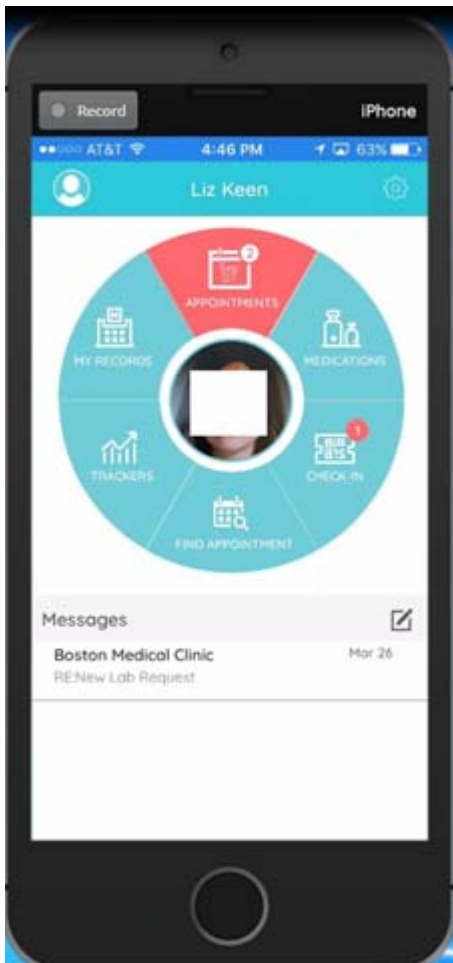 Record
iPhone
AT&T 4:46 PM 63%
Liz Keen
2
APPOINTMENTS
MY RECORDS
MEDICATIONS
1
TRACKERS
CHECK-IN
FIND APPOINTMENT
Messages
Boston Medical Clinic Mar 26
RE:New Lab Request